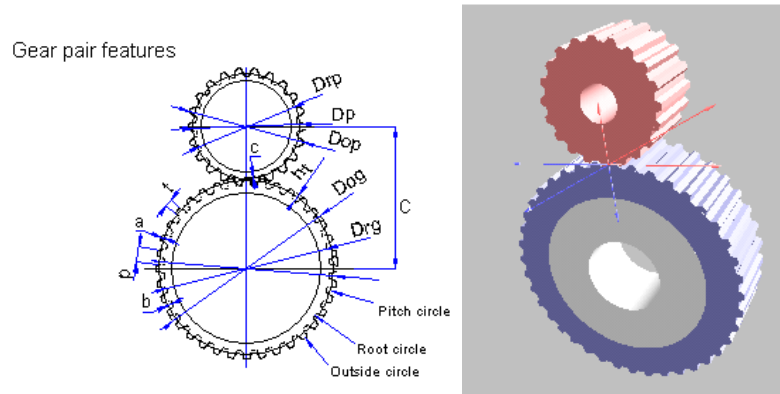 Gear pair features
Drp
Dp
Dop
c
ht
Dog
C
t
a
Drg
p
b
Pitch circle
Root circle
Outside circle